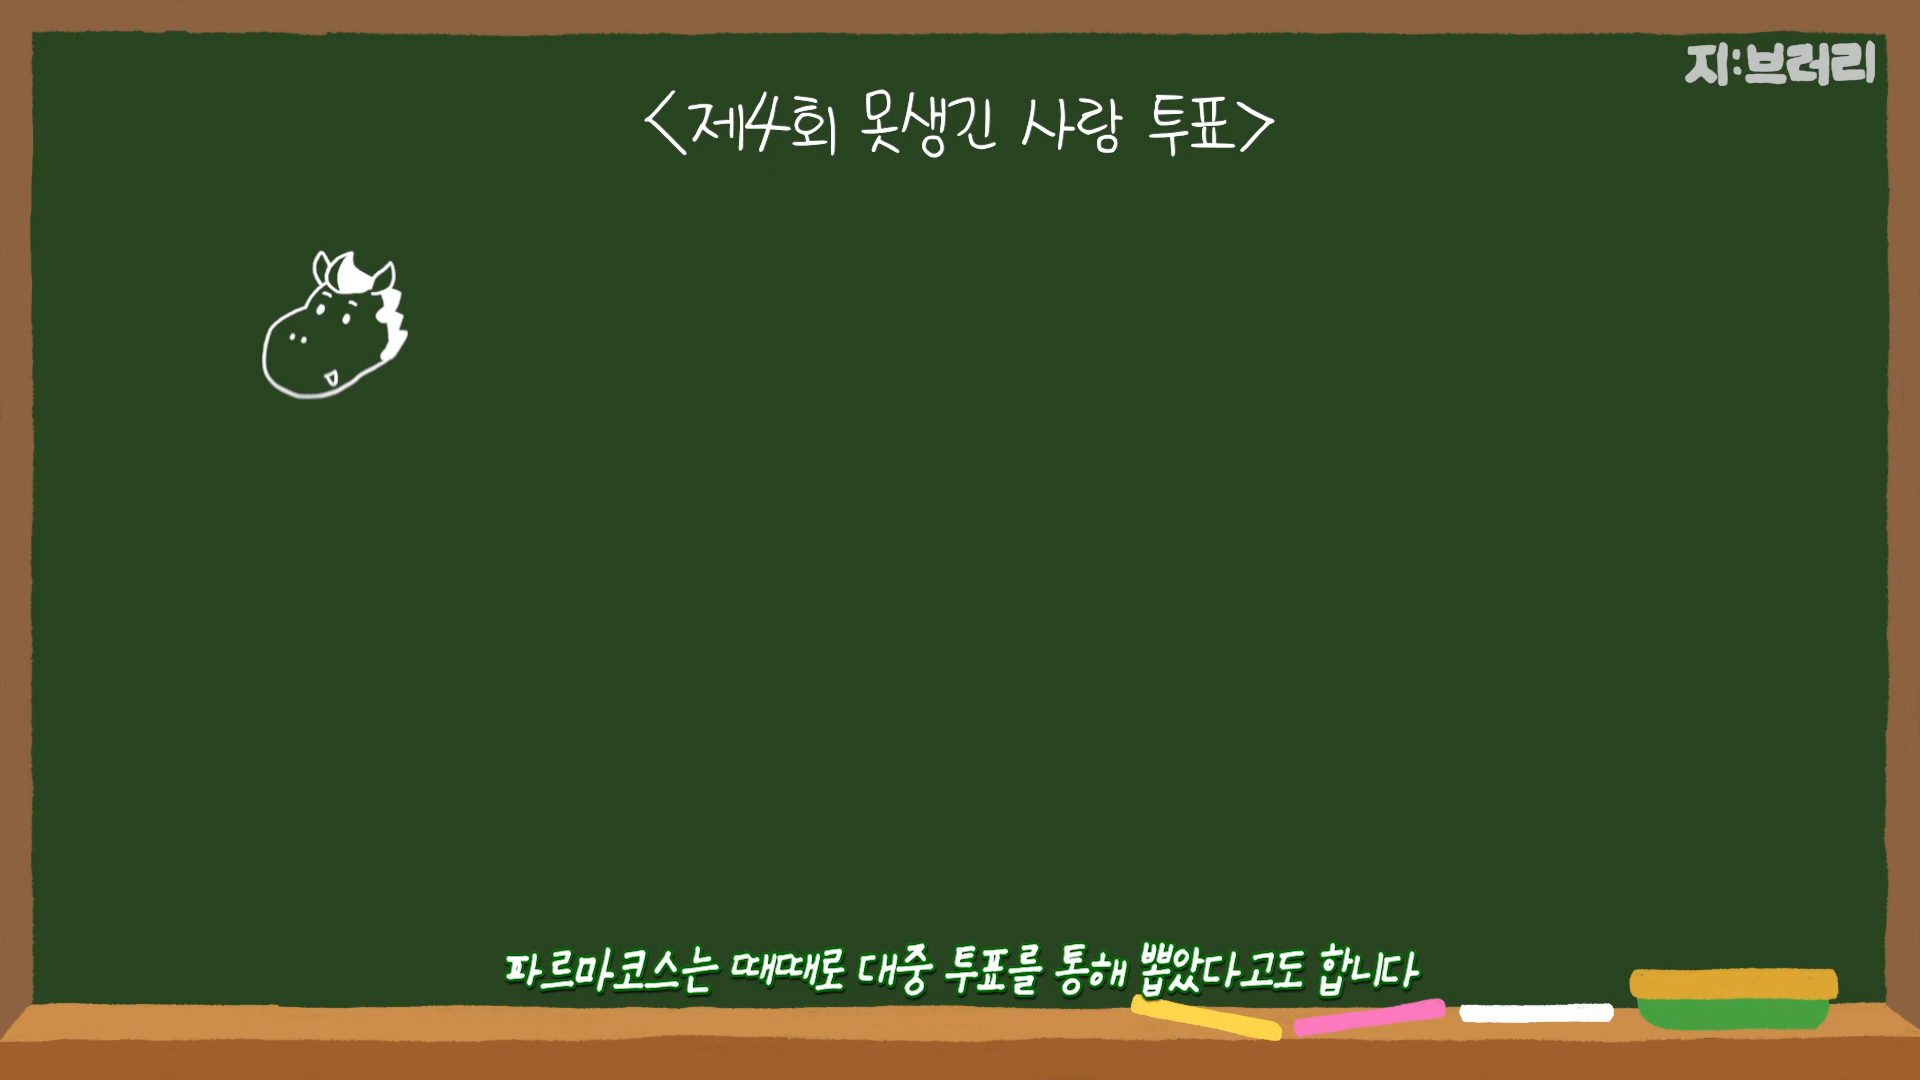 지:브러리
<제4회 못생긴 사람 투표>
파르마코스는 때때로 대중 투표를 통해 뽑았다고도 합니다